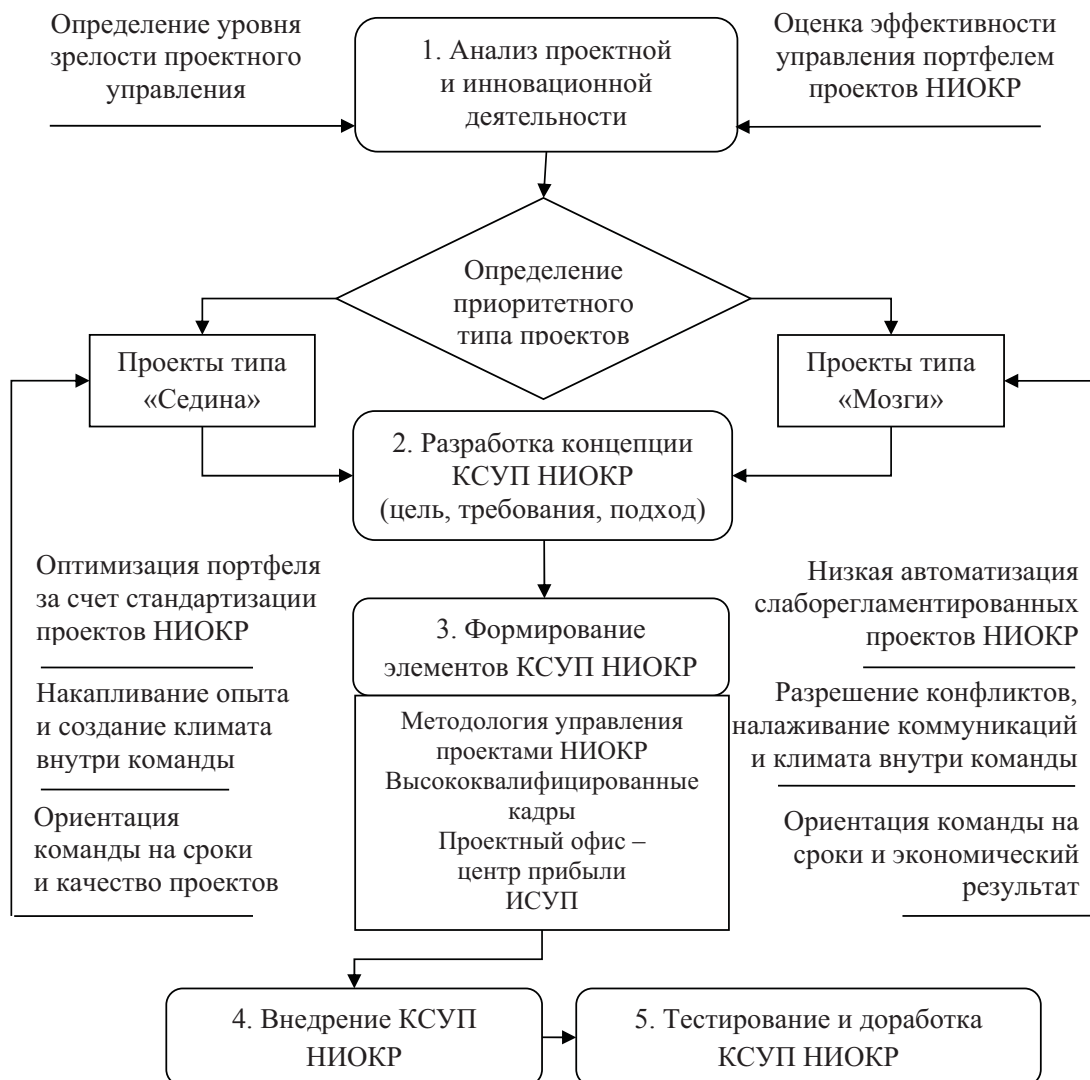 Определение уровня
зрелости проектного
управления
1. Анализ проектной
и инновационной
деятельности
Оценка эффективности
управления портфелем
проектов НИОКР
Определение
приоритетного
типа проектов
Проекты типа
«Седина»
Проекты типа
«Мозги»
2. Разработка концепции
КСУП НИОКР
(цель, требования, подход)
Оптимизация портфеля
за счет стандартизации
проектов НИОКР
Накапливание опыта
и создание климата
внутри команды
Ориентация
команды на сроки
и качество проектов
3. Формирование
элементов КСУП НИОКР
Методология управления
проектами НИОКР
Высококвалифицированные
кадры
Проектный офис –
центр прибыли
ИСУП
Низкая автоматизация
слаборегламентированных
проектов НИОКР
Разрешение конфликтов,
налаживание коммуникаций
и климата внутри команды
Ориентация команды на
сроки и экономический
результат
4. Внедрение КСУП
НИОКР
5. Тестирование и доработка
КСУП НИОКР